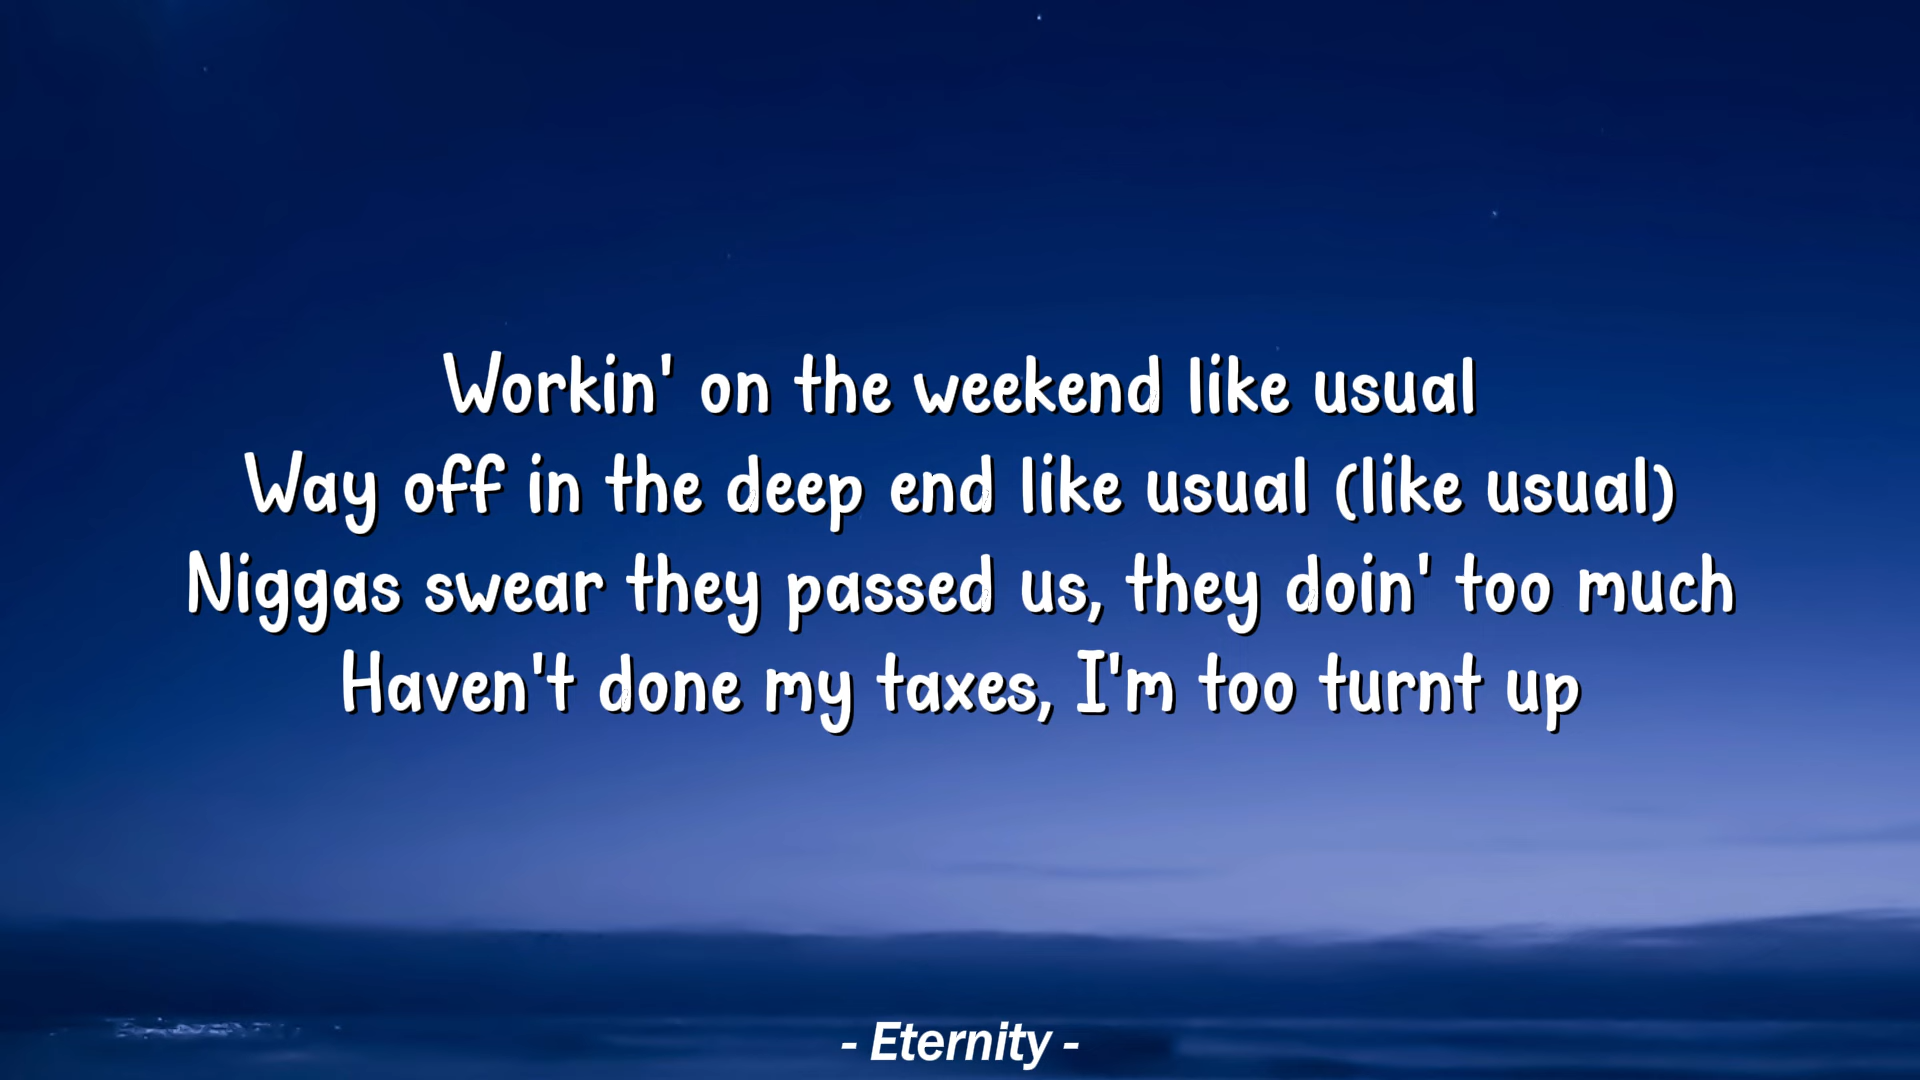 Workin' on the weekend like usual
Way off in the deep end like usual (like usual)
Niggas swear they passed us, they doin' too much
Haven't done my taxes, I'm too turnt up
- Eternity -